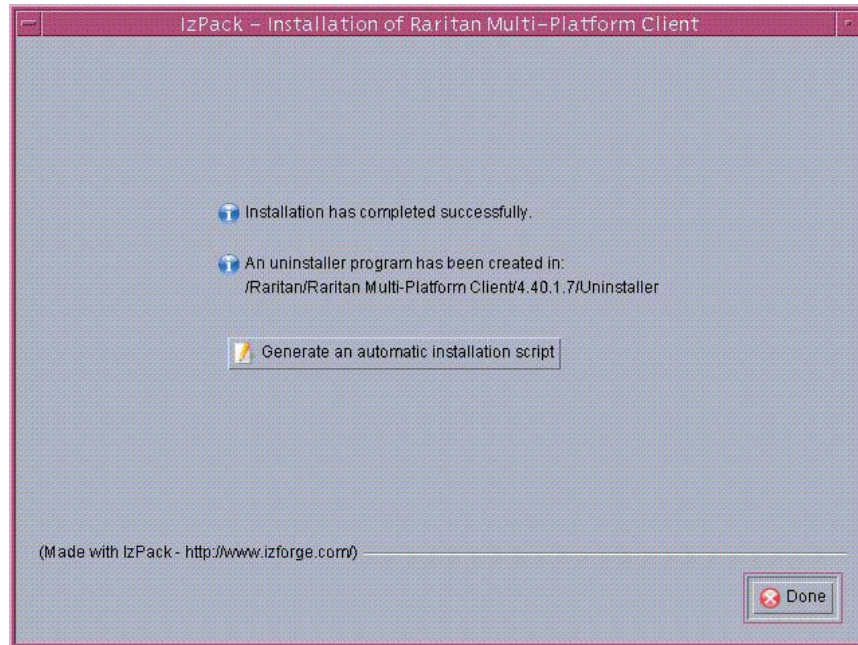 IzPack – Installation of Raritan Multi–Platform Client
Installation has completed successfully.
An uninstaller program has been created in:
/Raritan/Raritan Multi-Platform Client/4.40.1.7/Uninstaller
Generate an automatic installation script
(Made with IzPack - http://www.izforge.com/)
Done